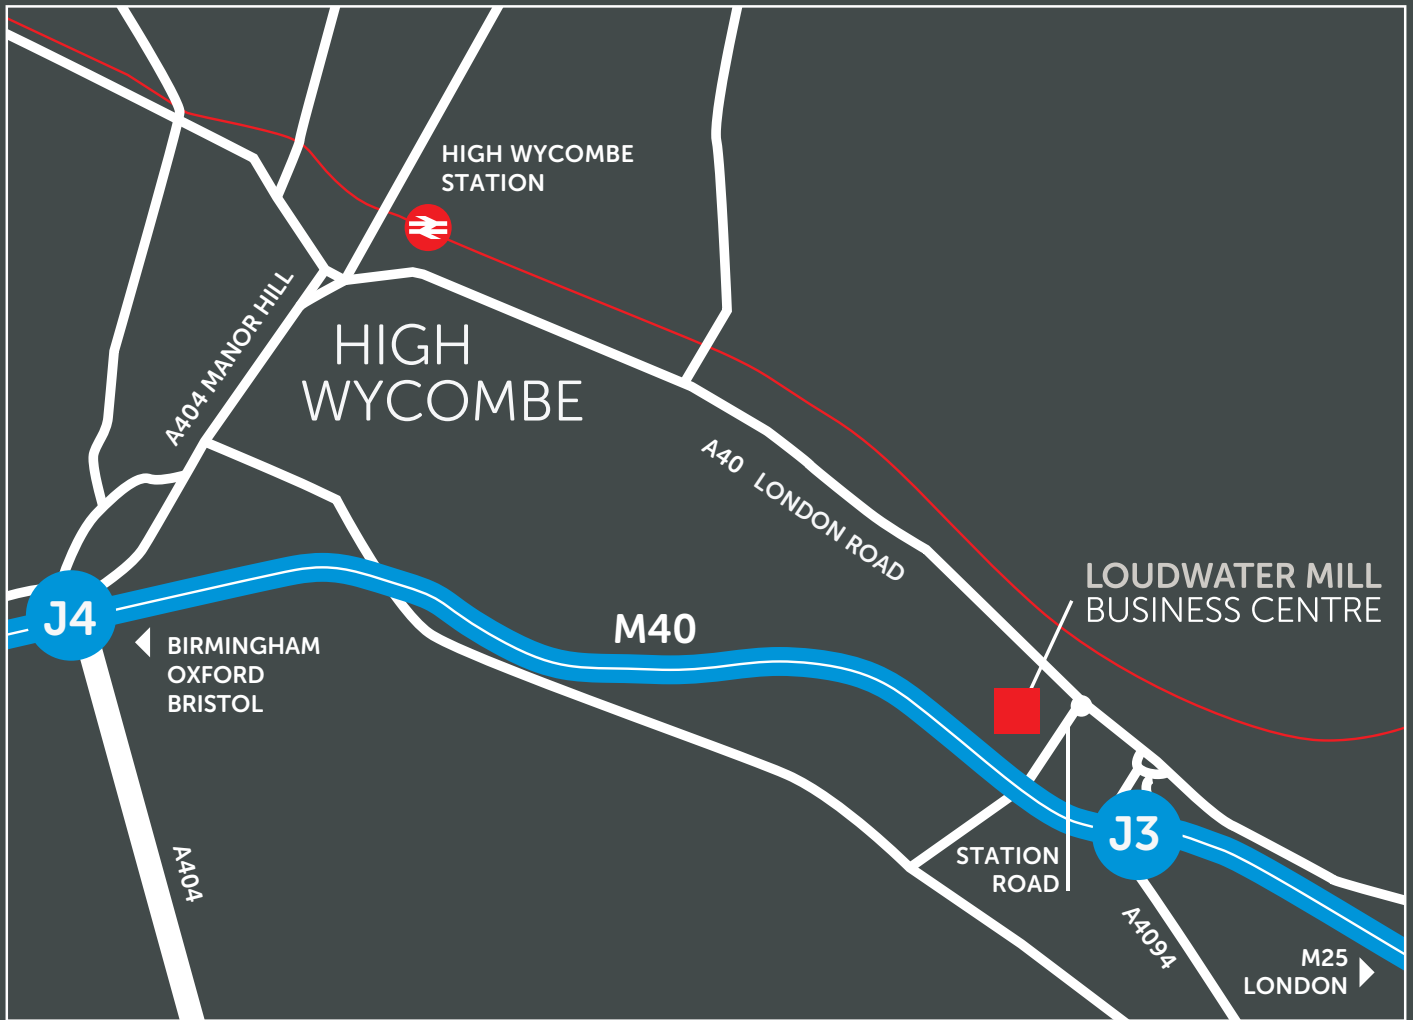 HIGH WYCOMBE
STATION
A404 MANOR HILL
HIGH
WYCOMBE
A40 LONDON ROAD
LOUDWATER MILL
BUSINESS CENTRE
J4
M40
BIRMINGHAM
OXFORD
BRISTOL
J3
STATION
ROAD
A404
A4094
M25
LONDON